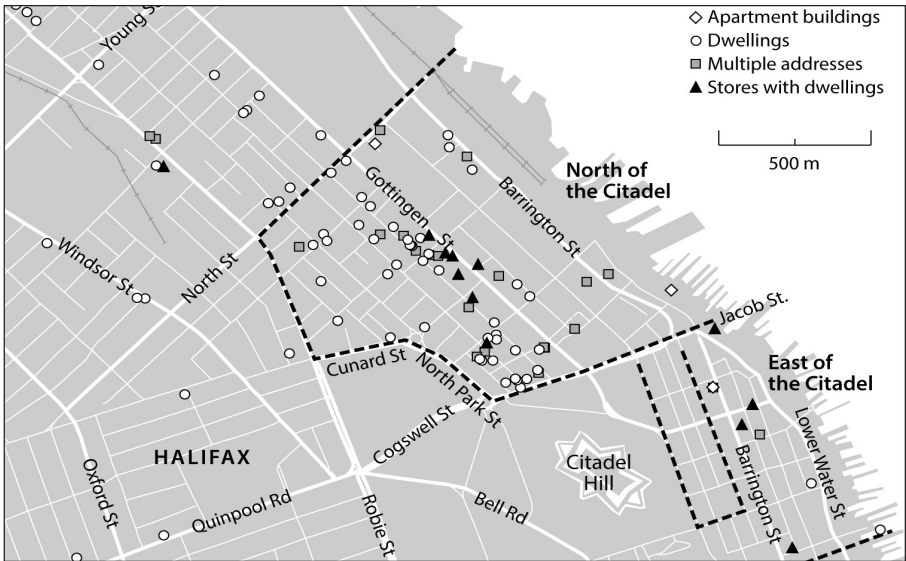 Apartment buildings
Dwellings
Multiple addresses
Stores with dwellings
500 m
Young St
North of
the Citadel
Gottingen St
Barrington St
Windsor St
North St
Jacob St.
Cunard St
North Park St
East of
the Citadel
Cogswell St
HALIFAX
Citadel
Hill
Oxford St
Quinpool Rd
Robie St
Bell Rd
Barrington St
Lower Water St